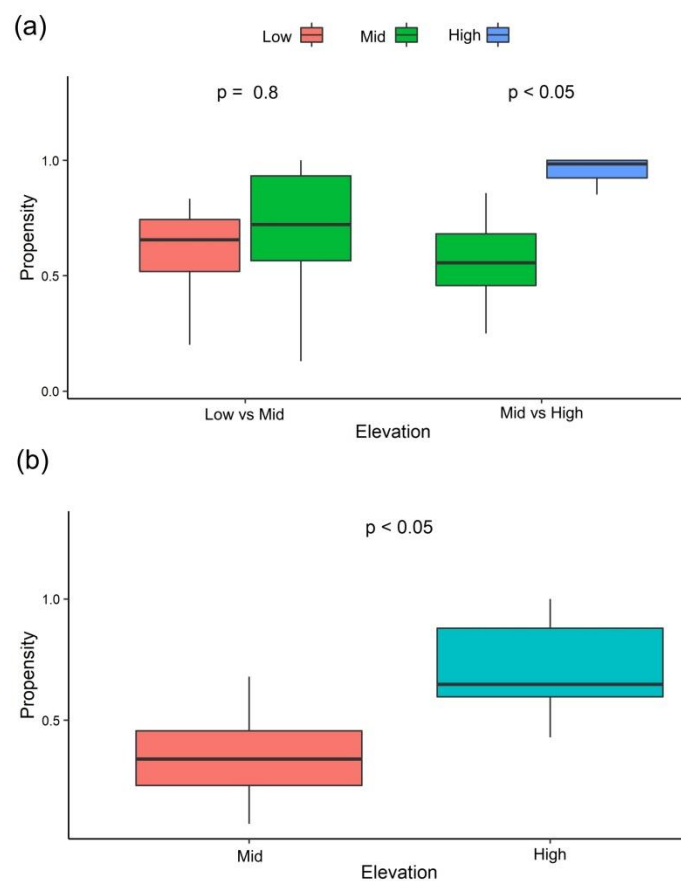 (a)
Low Mid High
p = 0.8 p < 0.05
1.0
Propensity
0.5
0.0
Low vs Mid Mid vs High
Elevation
(b)
p < 0.05
1.0
Propensity
0.5
Mid High
Elevation